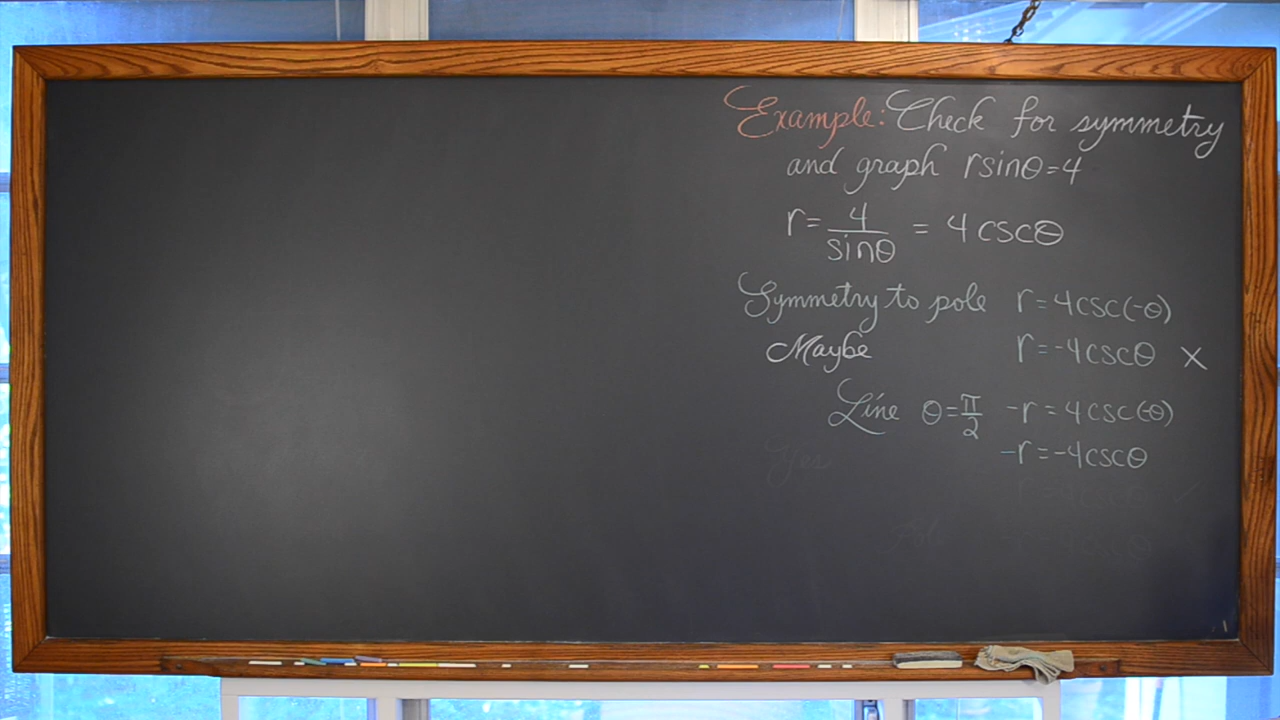 Example: Check for symmetry
and graph rsinθ=4
r = 4/sinθ = 4cscθ
Symmetry to pole r=4csc(-θ)
Maybe r=-4cscθ X
Line θ=π/2 -r=4csc(-θ)
-r=-4cscθ
Yes